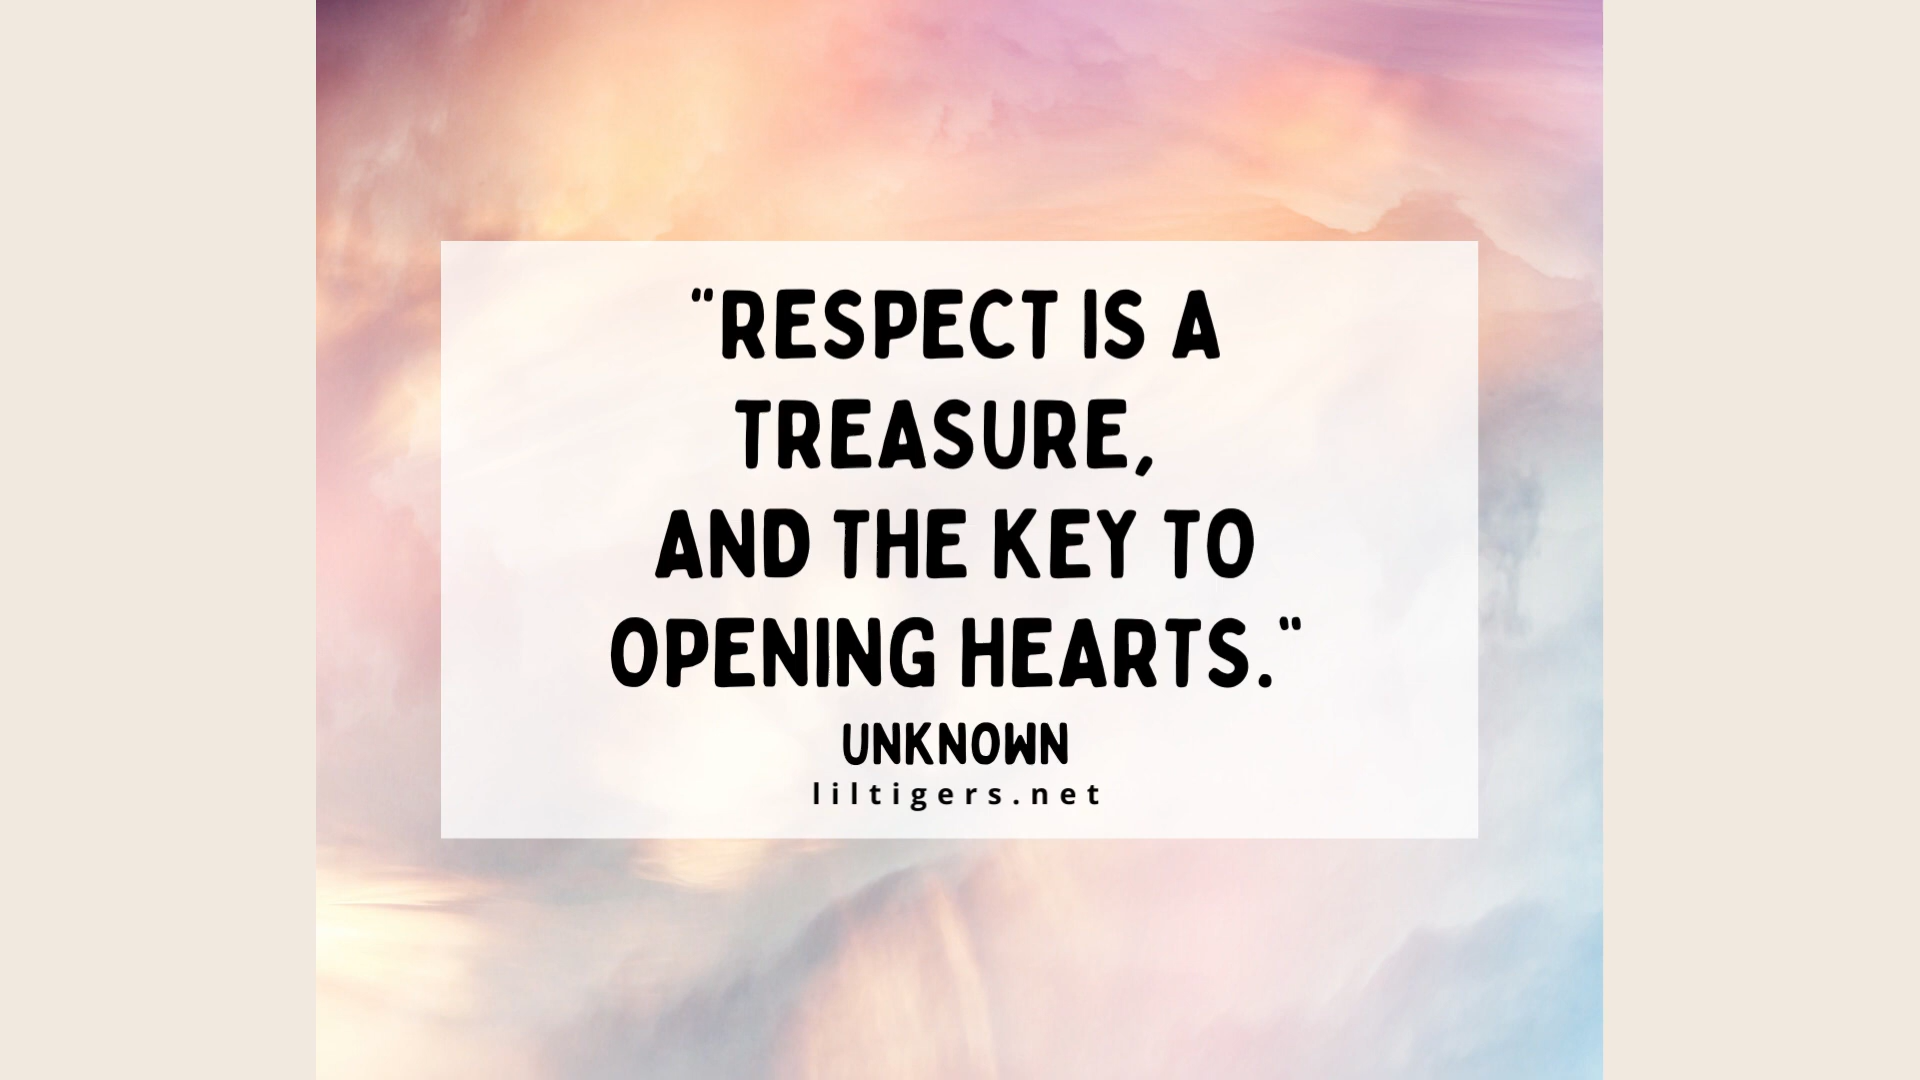 "RESPECT IS A
TREASURE,
AND THE KEY TO
OPENING HEARTS."
UNKNOWN
liltigers.net